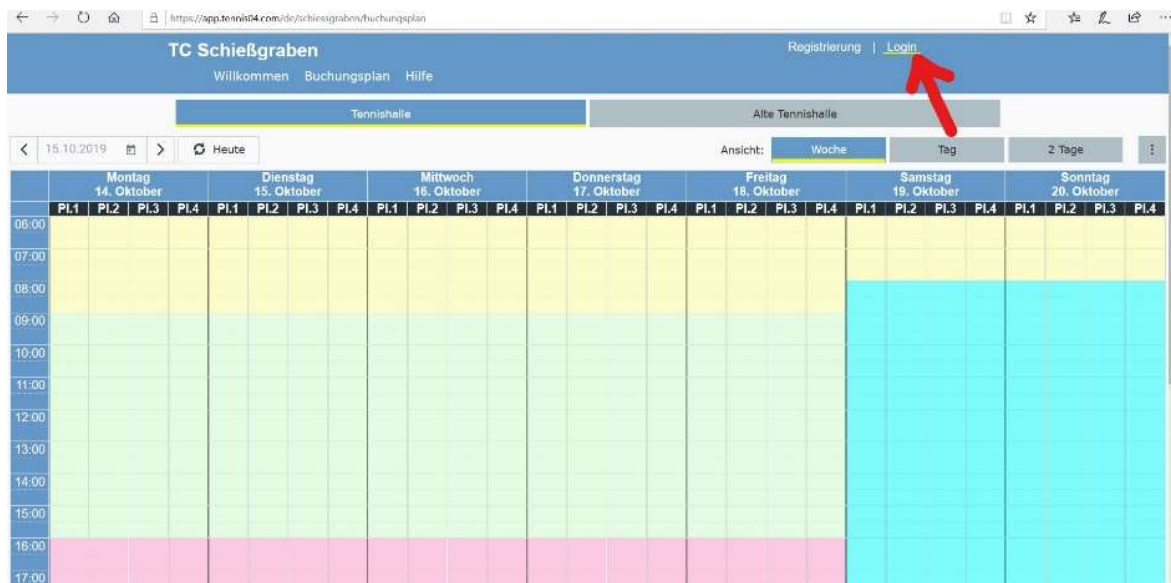 https://app.tennis04.com/de/schiessgraben/buchungsplan
TC Schießgraben
Registrierung | Login
Willkommen Buchungsplan Hilfe
Tennishalle Alte Tennishalle
15.10.2019 Heute Ansicht: Woche Tag 2 Tage
Montag Dienstag Mittwoch Donnerstag Freitag Samstag Sonntag
14. Oktober 15. Oktober 16. Oktober 17. Oktober 18. Oktober 19. Oktober 20. Oktober
Pl.1 Pl.2 Pl.3 Pl.4 Pl.1 Pl.2 Pl.3 Pl.4 Pl.1 Pl.2 Pl.3 Pl.4 Pl.1 Pl.2 Pl.3 Pl.4 Pl.1 Pl.2 Pl.3 Pl.4 Pl.1 Pl.2 Pl.3 Pl.4 Pl.1 Pl.2 Pl.3 Pl.4
06:00
07:00
08:00
09:00
10:00
11:00
12:00
13:00
14:00
15:00
16:00
17:00